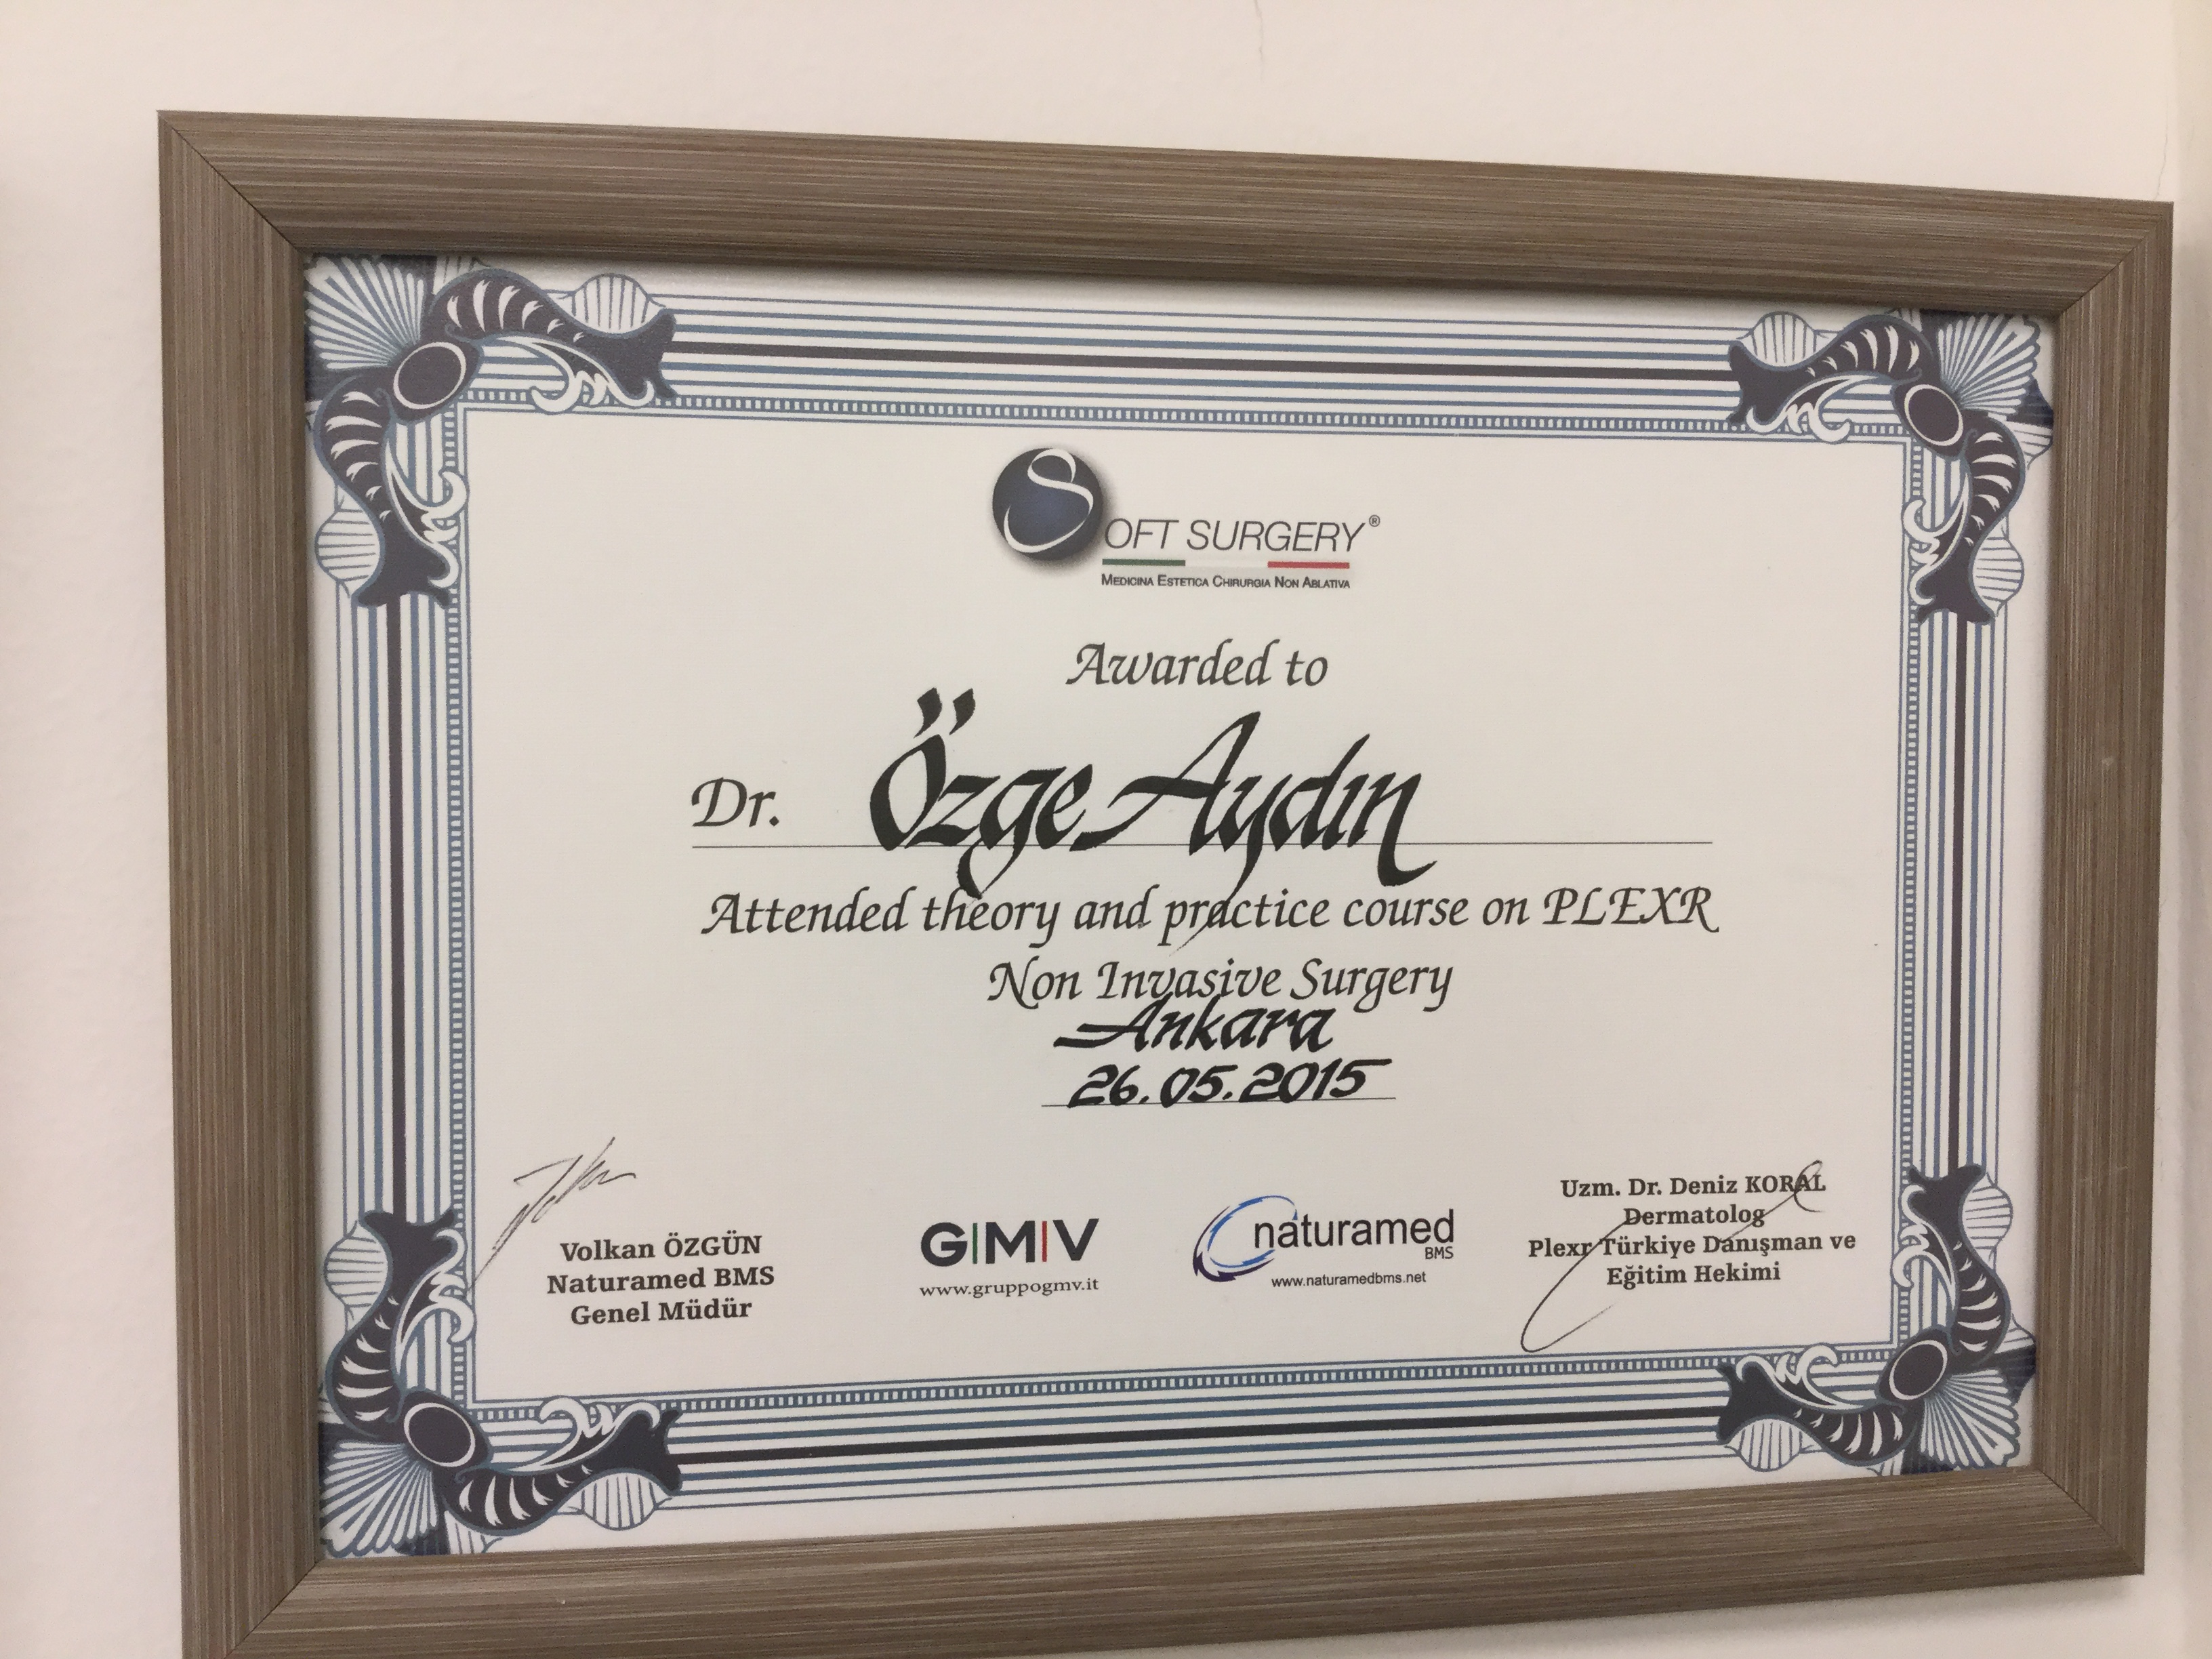 SOFT SURGERY®
MEDICINA ESTETICA CHIRURGIA NON ABLATIVA
Awarded to
Dr. Özge Aydın
Attended theory and practice course on PLEXR
Non Invasive Surgery
Ankara
26.05.2015
Volkan ÖZGÜN
Naturamed BMS
Genel Müdür
G|M|V
www.gruppogmv.it
naturamed
BMS
www.naturamedbms.net
Uzm. Dr. Deniz KORAL
Dermatolog
Plexr Türkiye Danışman ve
Eğitim Hekimi